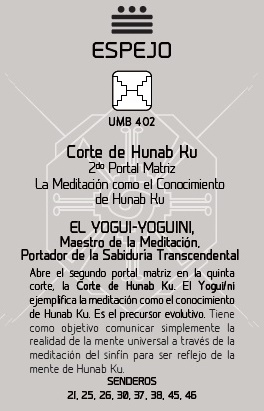 ESPEJO
UMB 402
Corte de Hunab Ku
2do Portal Matriz
La Meditación como el Conocimiento
de Hunab Ku
EL YOGUI-YOGUINI,
Maestro de la Meditación,
Portador de la Sabiduría Transcendental
Abre el segundo portal matriz en la quinta
corte, la Corte de Hunab Ku. El Yogui/ni
ejemplifica la meditación como el conocimiento
de Hunab Ku. Es el precursor evolutivo. Tiene
como objetivo comunicar simplemente la
realidad de la mente universal a través de la
meditación del sinfín para ser reflejo de la
mente de Hunab Ku.
SENDEROS
21, 25, 26, 30, 37, 38, 45, 46